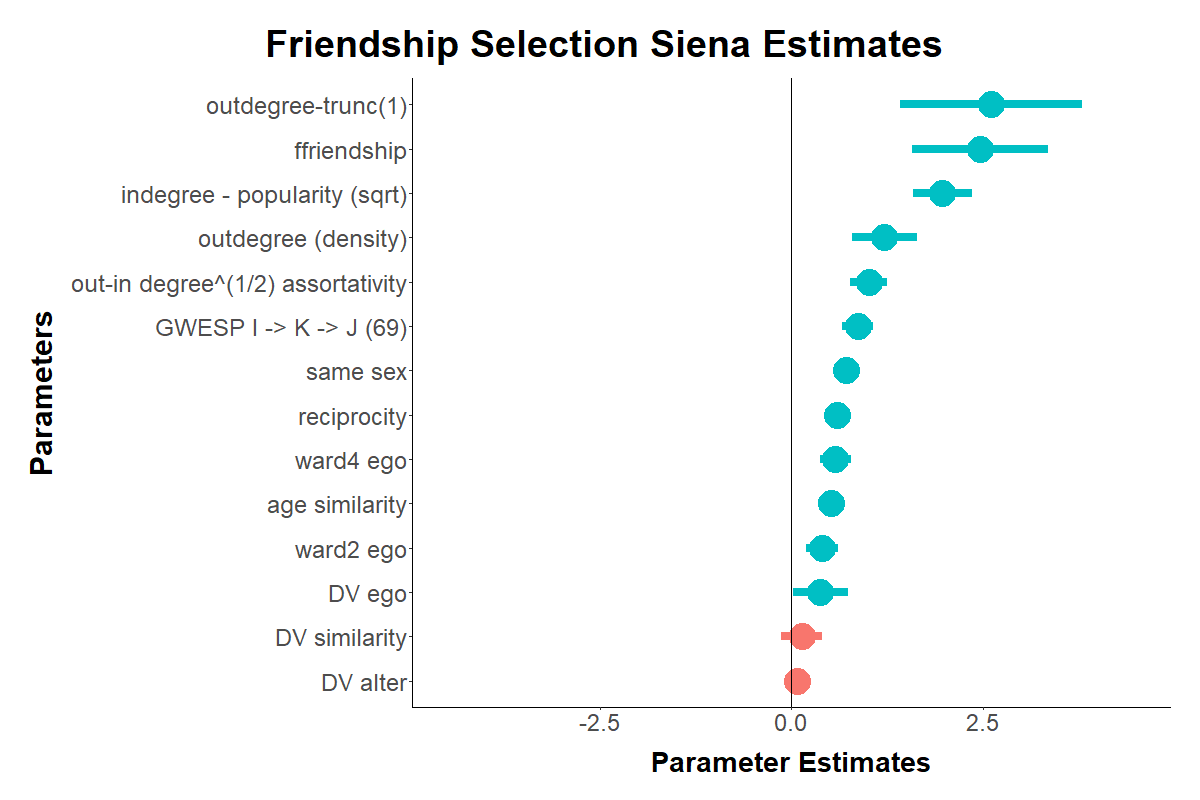 Friendship Selection Siena Estimates
Parameters
outdegree-trunc(1)
ffriendship
indegree - popularity (sqrt)
outdegree (density)
out-in degree^(1/2) assortativity
GWESP I -> K -> J (69)
same sex
reciprocity
ward4 ego
age similarity
ward2 ego
DV ego
DV similarity
DV alter
-2.5 0.0 2.5
Parameter Estimates